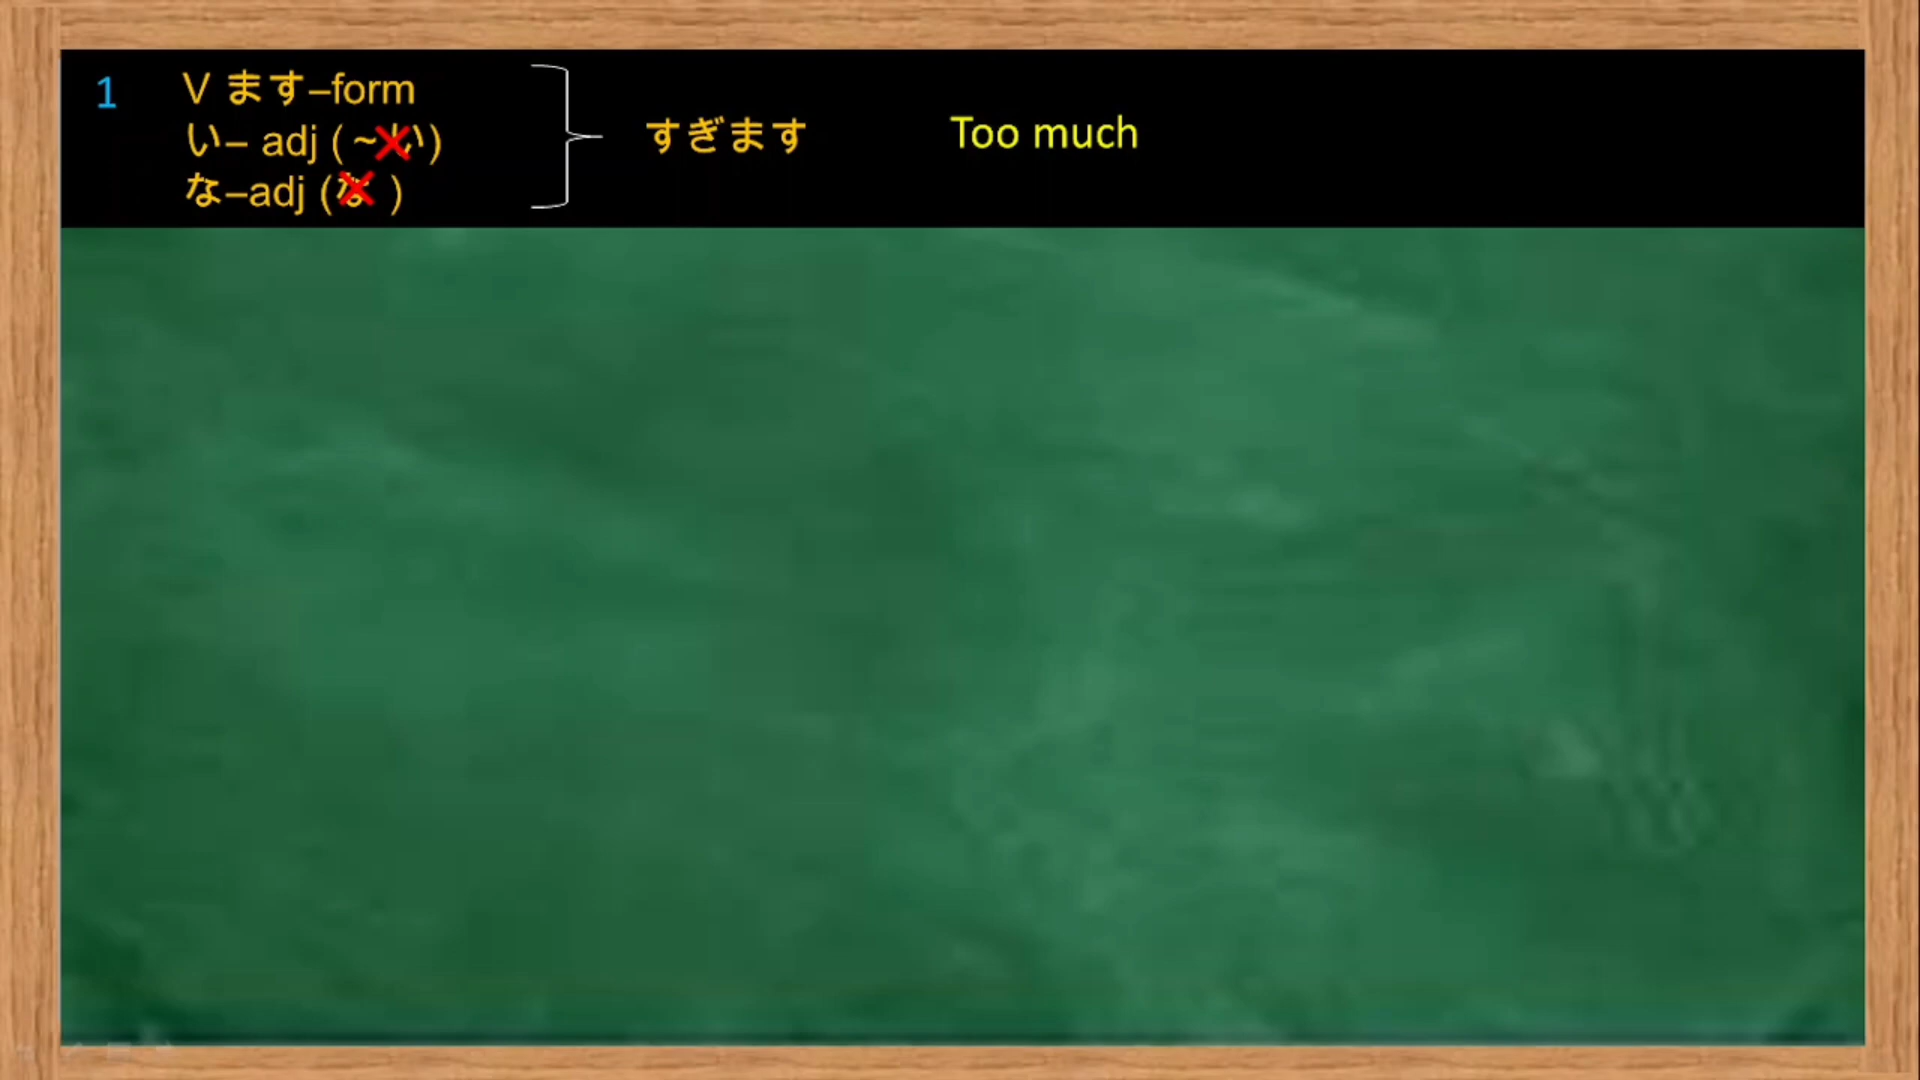 1 V ます–form
い– adj ( ~い)
な–adj (な )
すぎます
Too much